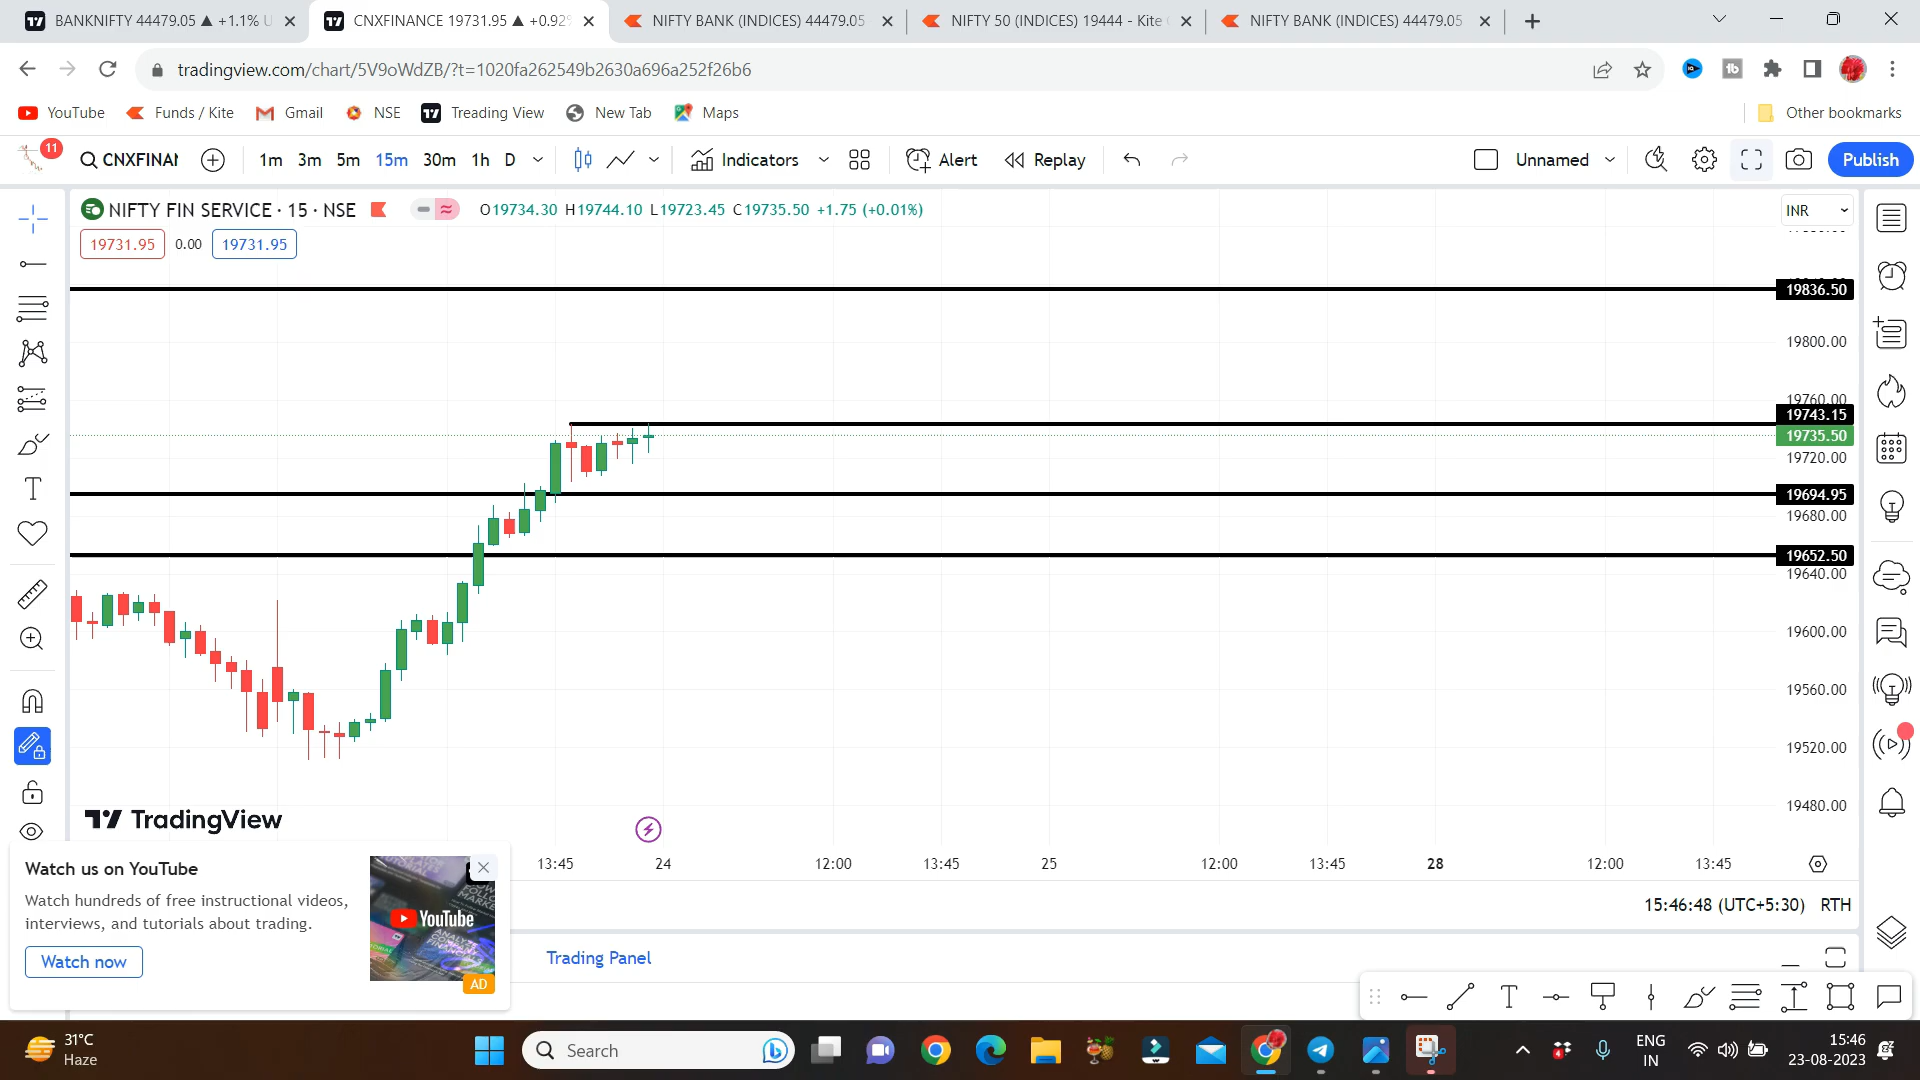 BANKNIFTY 44479.05 ▲ +1.1% U
CNXFINANCE 19731.95 ▲ +0.92%
NIFTY BANK (INDICES) 44479.05
NIFTY 50 (INDICES) 19444 - Kite
NIFTY BANK (INDICES) 44479.05
tradingview.com/chart/5V9oWdZB/?t=1020fa262549b2630a696a252f26b6
YouTube
Funds / Kite
Gmail
NSE
Treading View
New Tab
Maps
Other bookmarks
11
CNXFINAN
1m 3m 5m 15m 30m 1h D
Indicators
Alert
Replay
Unnamed
Publish
NIFTY FIN SERVICE · 15 · NSE
O19734.30 H19744.10 L19723.45 C19735.50 +1.75 (+0.01%)
INR
19731.95 0.00 19731.95
19836.50
19800.00
19760.00
19743.15
19735.50
19720.00
19694.95
19680.00
19652.50
19640.00
19600.00
19560.00
19520.00
19480.00
TradingView
13:45 24 12:00 13:45 25 12:00 13:45 28 12:00 13:45
15:46:48 (UTC+5:30) RTH
Watch us on YouTube
Watch hundreds of free instructional videos,
interviews, and tutorials about trading.
Watch now
YouTube
AD
Trading Panel
31°C
Haze
Search
ENG
IN
15:46
23-08-2023